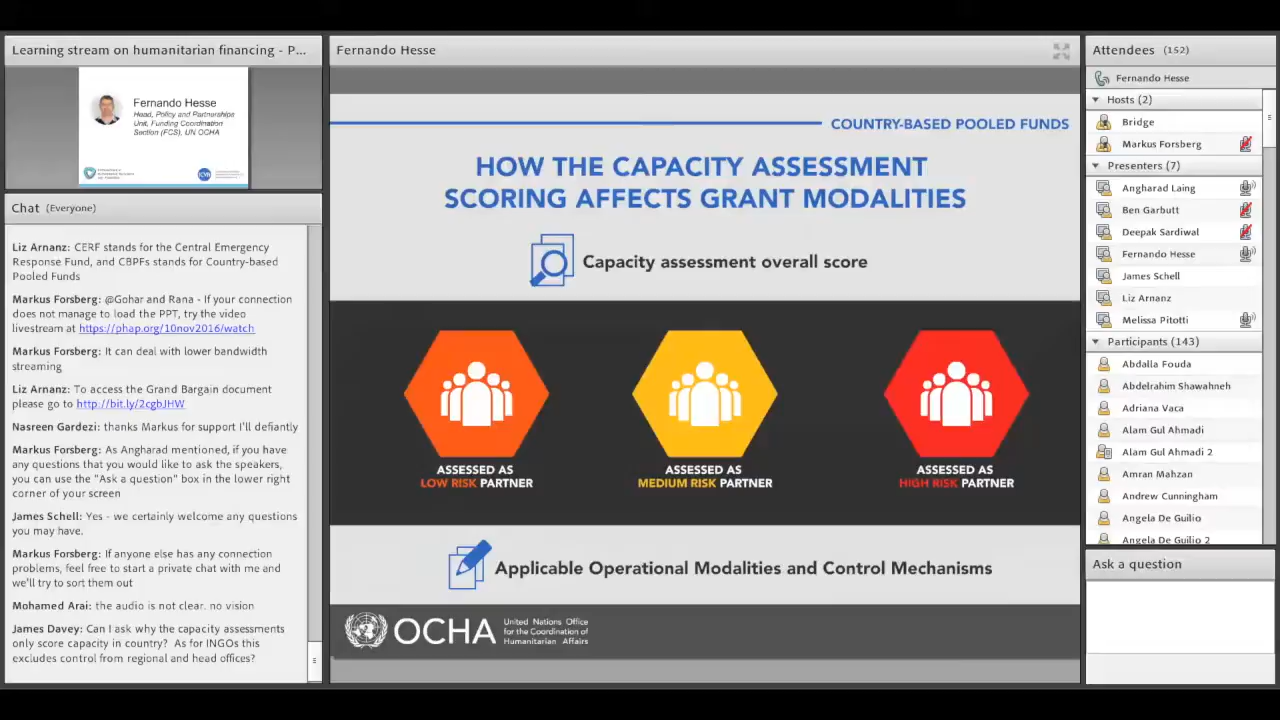 Learning stream on humanitarian financing - P...
Fernando Hesse
Head, Policy and Partnerships
Unit, Funding Coordination
Section (FCS), UN OCHA
Chat (Everyone)
Liz Arnanz: CERF stands for the Central Emergency
Response Fund, and CBPFs stands for Country-based
Pooled Funds
Markus Forsberg: @Gohar and Rana - If your connection
does not manage to load the PPT, try the video
livestream at https://phap.org/10nov2016/watch
Markus Forsberg: It can deal with lower bandwidth
streaming
Liz Arnanz: To access the Grand Bargain document
please go to http://bit.ly/2cgbJHW
Nasreen Gardezi: thanks Markus for support I'll defiantly
Markus Forsberg: As Angharad mentioned, if you have
any questions that you would like to ask the speakers,
you can use the "Ask a question" box in the lower right
corner of your screen
James Schell: Yes - we certainly welcome any questions
you may have.
Markus Forsberg: If anyone else has any connection
problems, feel free to start a private chat with me and
we'll try to sort them out
Mohamed Arai: the audio is not clear. no vision
James Davey: Can I ask why the capacity assessments
only score capacity in country? As for INGOs this
excludes control from regional and head offices?
Fernando Hesse
COUNTRY-BASED POOLED FUNDS
HOW THE CAPACITY ASSESSMENT
SCORING AFFECTS GRANT MODALITIES
Capacity assessment overall score
ASSESSED AS
LOW RISK PARTNER
ASSESSED AS
MEDIUM RISK PARTNER
ASSESSED AS
HIGH RISK PARTNER
Applicable Operational Modalities and Control Mechanisms
OCHA
United Nations Office
for the Coordination of
Humanitarian Affairs
Attendees (152)
Fernando Hesse
Hosts (2)
Bridge
Markus Forsberg
Presenters (7)
Angharad Laing
Ben Garbutt
Deepak Sardiwal
Fernando Hesse
James Schell
Liz Arnanz
Melissa Pitotti
Participants (143)
Abdalla Fouda
Abdelrahim Shawahneh
Adriana Vaca
Alam Gul Ahmadi
Alam Gul Ahmadi 2
Amran Mahzan
Andrew Cunningham
Angela De Guilio
Angela De Guilio 2
Ask a question